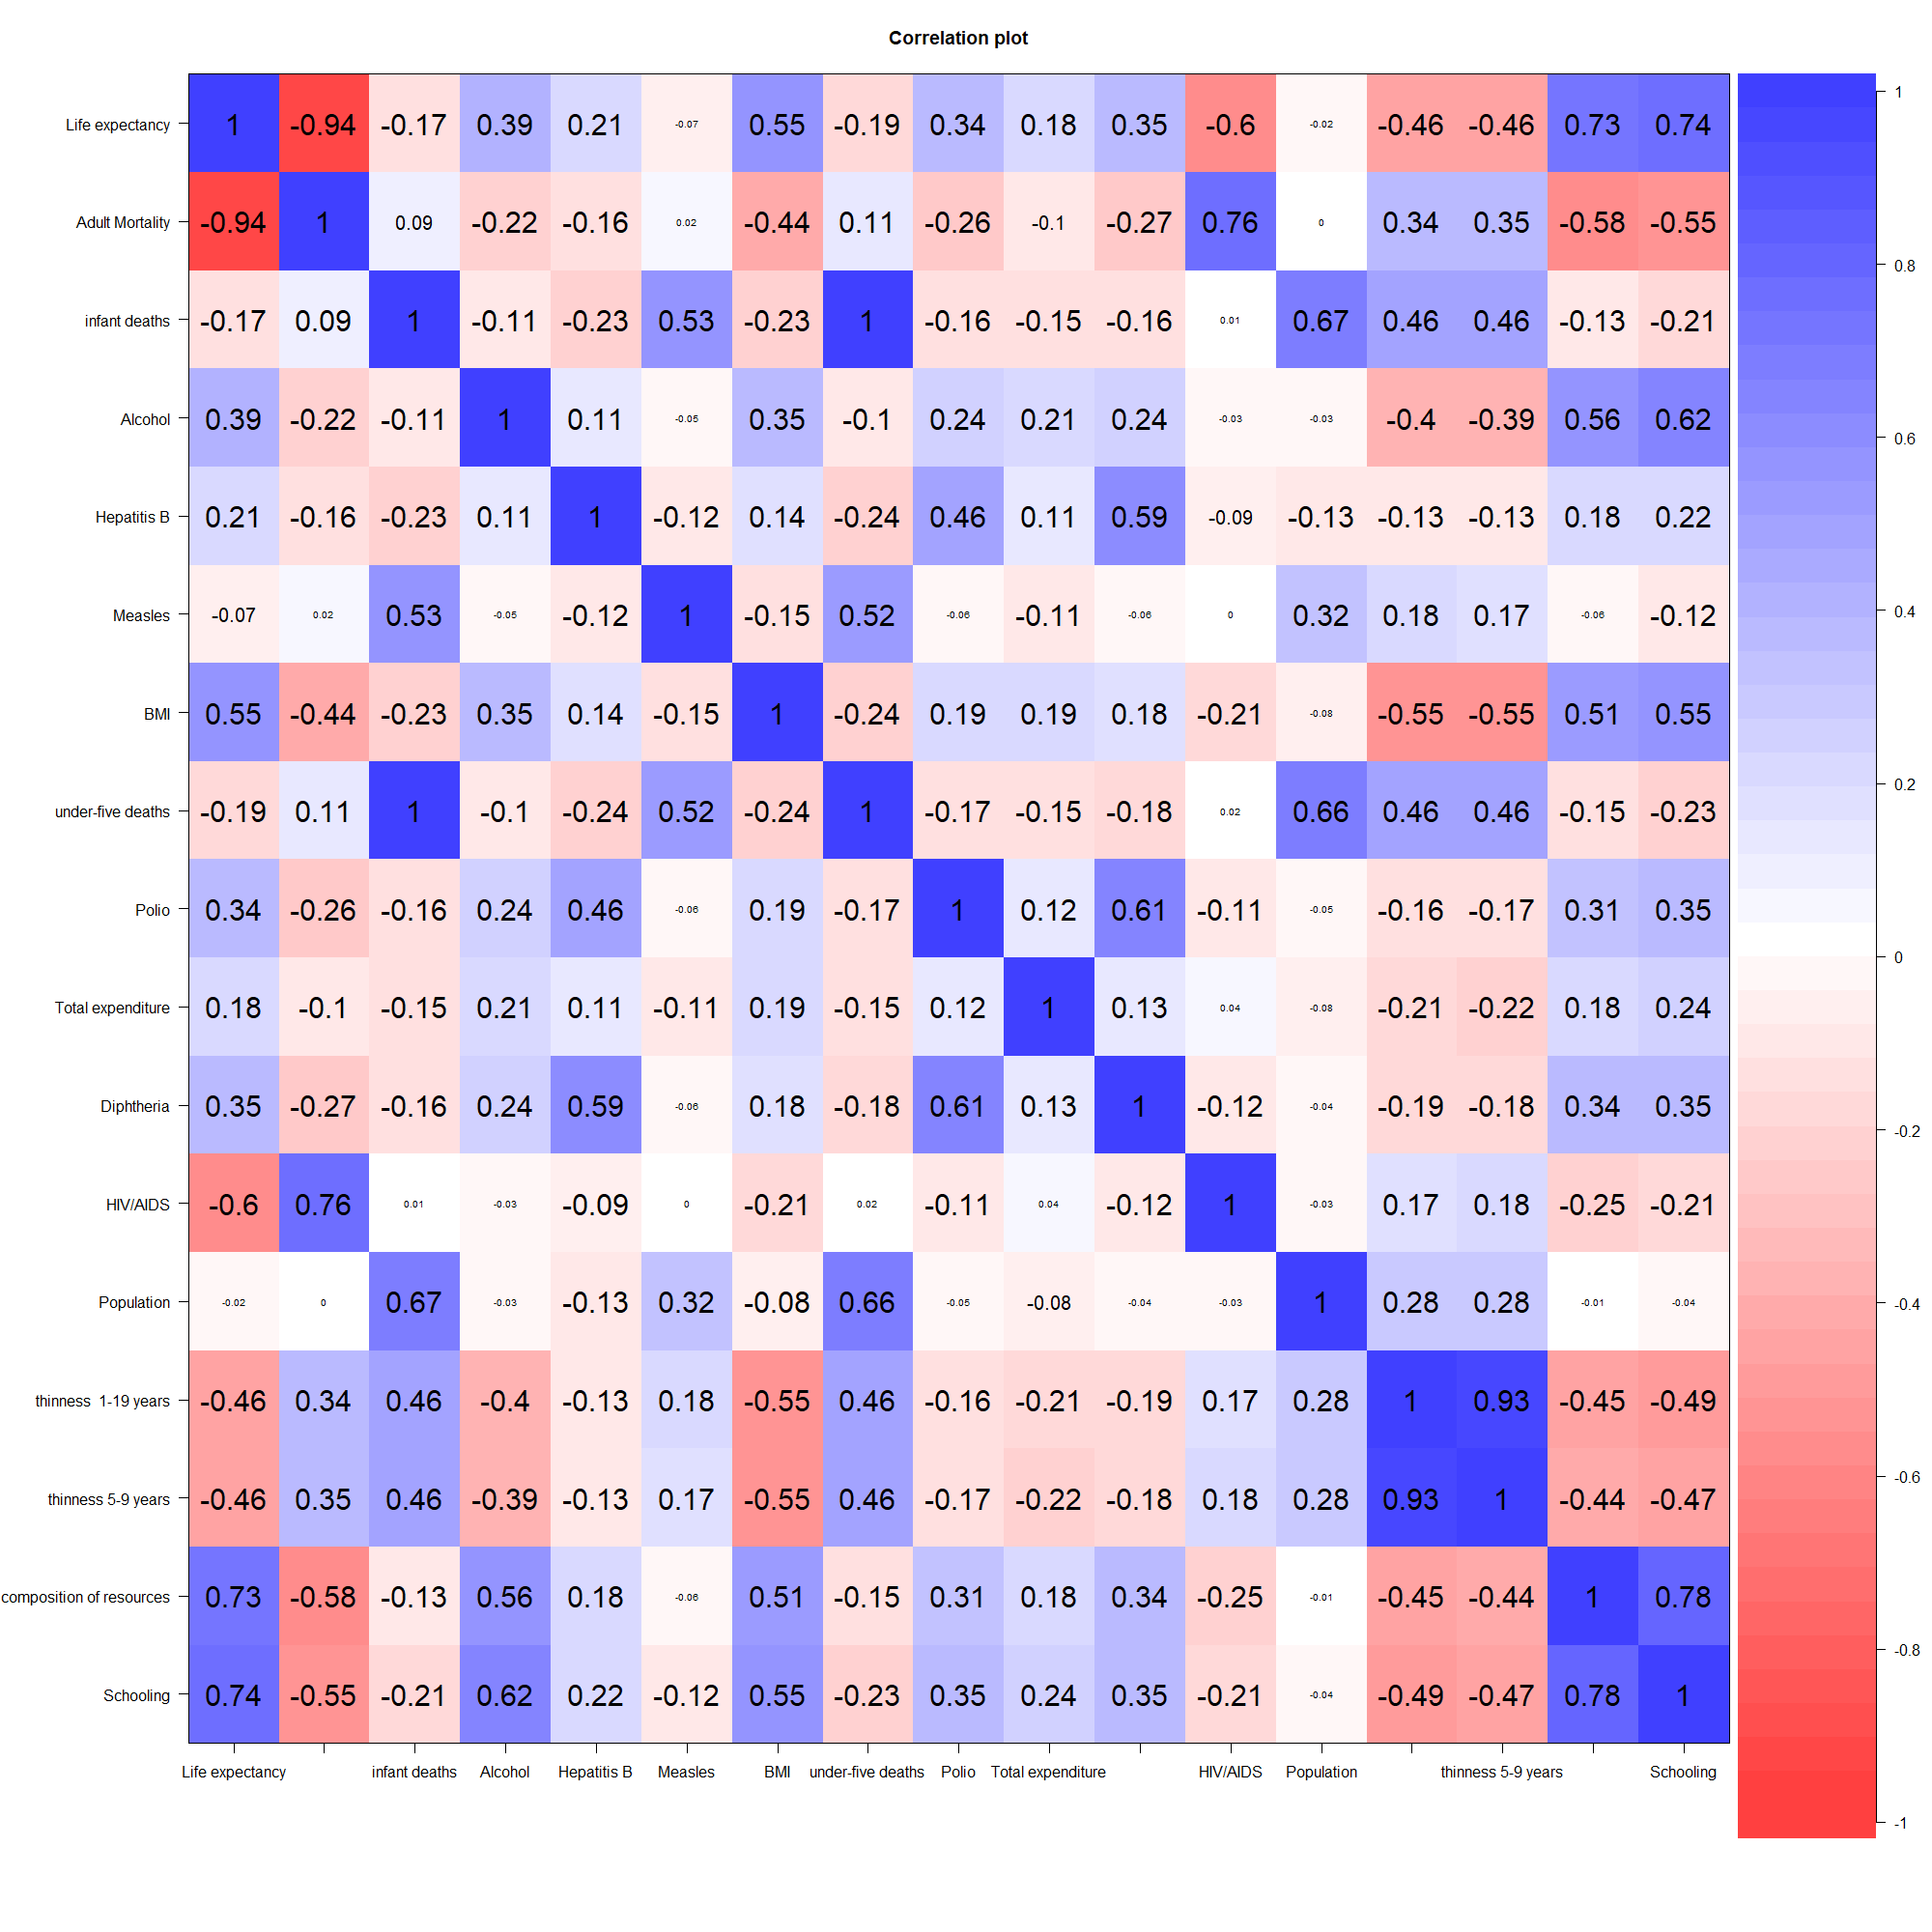 Correlation plot
Life expectancy 1 -0.94 -0.17 0.39 0.21 -0.07 0.55 -0.19 0.34 0.18 0.35 -0.6 -0.02 -0.46 -0.46 0.73 0.74 1
Adult Mortality -0.94 1 0.09 -0.22 -0.16 0.02 -0.44 0.11 -0.26 -0.1 -0.27 0.76 0 0.34 0.35 -0.58 -0.55
0.8
infant deaths -0.17 0.09 1 -0.11 -0.23 0.53 -0.23 1 -0.16 -0.15 -0.16 0.01 0.67 0.46 0.46 -0.13 -0.21
Alcohol 0.39 -0.22 -0.11 1 0.11 -0.05 0.35 -0.1 0.24 0.21 0.24 -0.03 -0.03 -0.4 -0.39 0.56 0.62
0.6
Hepatitis B 0.21 -0.16 -0.23 0.11 1 -0.12 0.14 -0.24 0.46 0.11 0.59 -0.09 -0.13 -0.13 -0.13 0.18 0.22
Measles -0.07 0.02 0.53 -0.05 -0.12 1 -0.15 0.52 -0.06 -0.11 -0.06 0 0.32 0.18 0.17 -0.06 -0.12
0.4
BMI 0.55 -0.44 -0.23 0.35 0.14 -0.15 1 -0.24 0.19 0.19 0.18 -0.21 -0.08 -0.55 -0.55 0.51 0.55
0.2
under-five deaths -0.19 0.11 1 -0.1 -0.24 0.52 -0.24 1 -0.17 -0.15 -0.18 0.02 0.66 0.46 0.46 -0.15 -0.23
Polio 0.34 -0.26 -0.16 0.24 0.46 -0.06 0.19 -0.17 1 0.12 0.61 -0.11 -0.05 -0.16 -0.17 0.31 0.35
0
Total expenditure 0.18 -0.1 -0.15 0.21 0.11 -0.11 0.19 -0.15 0.12 1 0.13 0.04 -0.08 -0.21 -0.22 0.18 0.24
Diphtheria 0.35 -0.27 -0.16 0.24 0.59 -0.06 0.18 -0.18 0.61 0.13 1 -0.12 -0.04 -0.19 -0.18 0.34 0.35
-0.2
HIV/AIDS -0.6 0.76 0.01 -0.03 -0.09 0 -0.21 0.02 -0.11 0.04 -0.12 1 -0.03 0.17 0.18 -0.25 -0.21
Population -0.02 0 0.67 -0.03 -0.13 0.32 -0.08 0.66 -0.05 -0.08 -0.04 -0.03 1 0.28 0.28 -0.01 -0.04 -0.4
thinness  1-19 years -0.46 0.34 0.46 -0.4 -0.13 0.18 -0.55 0.46 -0.16 -0.21 -0.19 0.17 0.28 1 0.93 -0.45 -0.49
-0.6
thinness 5-9 years -0.46 0.35 0.46 -0.39 -0.13 0.17 -0.55 0.46 -0.17 -0.22 -0.18 0.18 0.28 0.93 1 -0.44 -0.47
composition of resources 0.73 -0.58 -0.13 0.56 0.18 -0.06 0.51 -0.15 0.31 0.18 0.34 -0.25 -0.01 -0.45 -0.44 1 0.78
-0.8
Schooling 0.74 -0.55 -0.21 0.62 0.22 -0.12 0.55 -0.23 0.35 0.24 0.35 -0.21 -0.04 -0.49 -0.47 0.78 1
Life expectancy infant deaths Alcohol Hepatitis B Measles BMI under-five deaths Polio Total expenditure HIV/AIDS Population thinness 5-9 years Schooling
-1